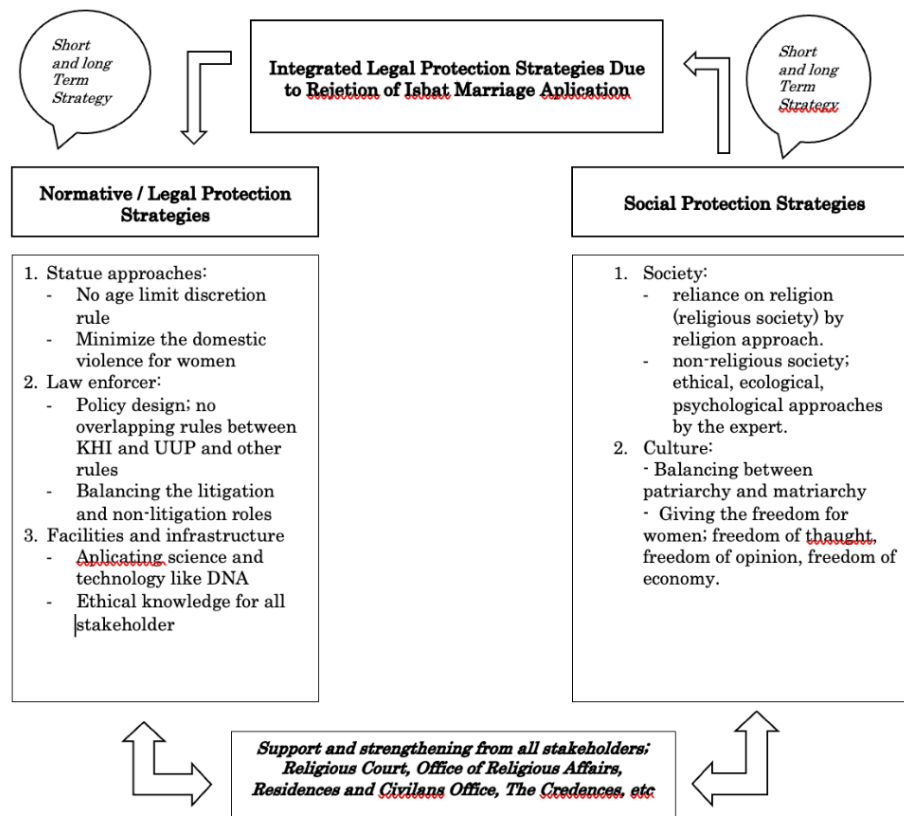 Short
and long
Term
Strategy
Integrated Legal Protection Strategies Due
to Rejetion of Isbat Marriage Aplication
Short
and long
Term
Strategy
Normative / Legal Protection
Strategies
Social Protection Strategies
1. Statue approaches:
- No age limit discretion
rule
- Minimize the domestic
violence for women
2. Law enforcer:
- Policy design; no
overlapping rules between
KHI and UUP and other
rules
- Balancing the litigation
and non-litigation roles
3. Facilities and infrastructure
- Aplicating science and
technology like DNA
- Ethical knowledge for all
stakeholder
1. Society:
- reliance on religion
(religious society) by
religion approach.
- non-religious society;
ethical, ecological,
psychological approaches
by the expert.
2. Culture:
- Balancing between
patriarchy and matriarchy
- Giving the freedom for
women; freedom of thaught,
freedom of opinion, freedom of
economy.
Support and strengthening from all stakeholders;
Religious Court, Office of Religious Affairs,
Residences and Civilans Office, The Credences, etc